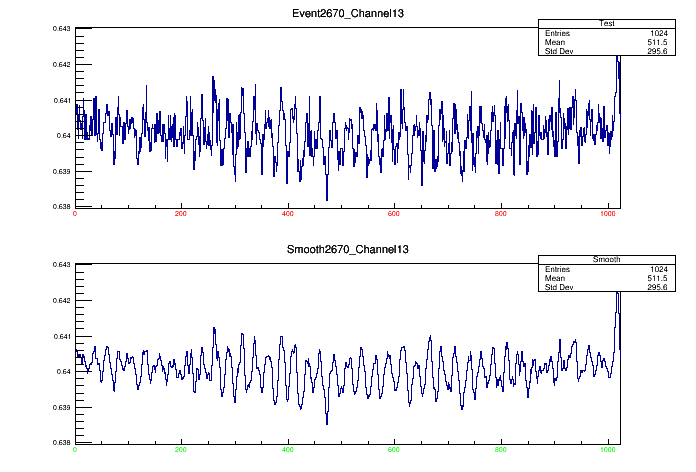 Event2670_Channel13
Test
Entries 1024
Mean 511.5
Std Dev 295.6
0.643
0.642
0.641
0.64
0.639
0.638
0 200 400 600 800 1000
Smooth2670_Channel13
Smooth
Entries 1024
Mean 511.5
Std Dev 295.6
0.643
0.642
0.641
0.64
0.639
0.638
0 200 400 600 800 1000